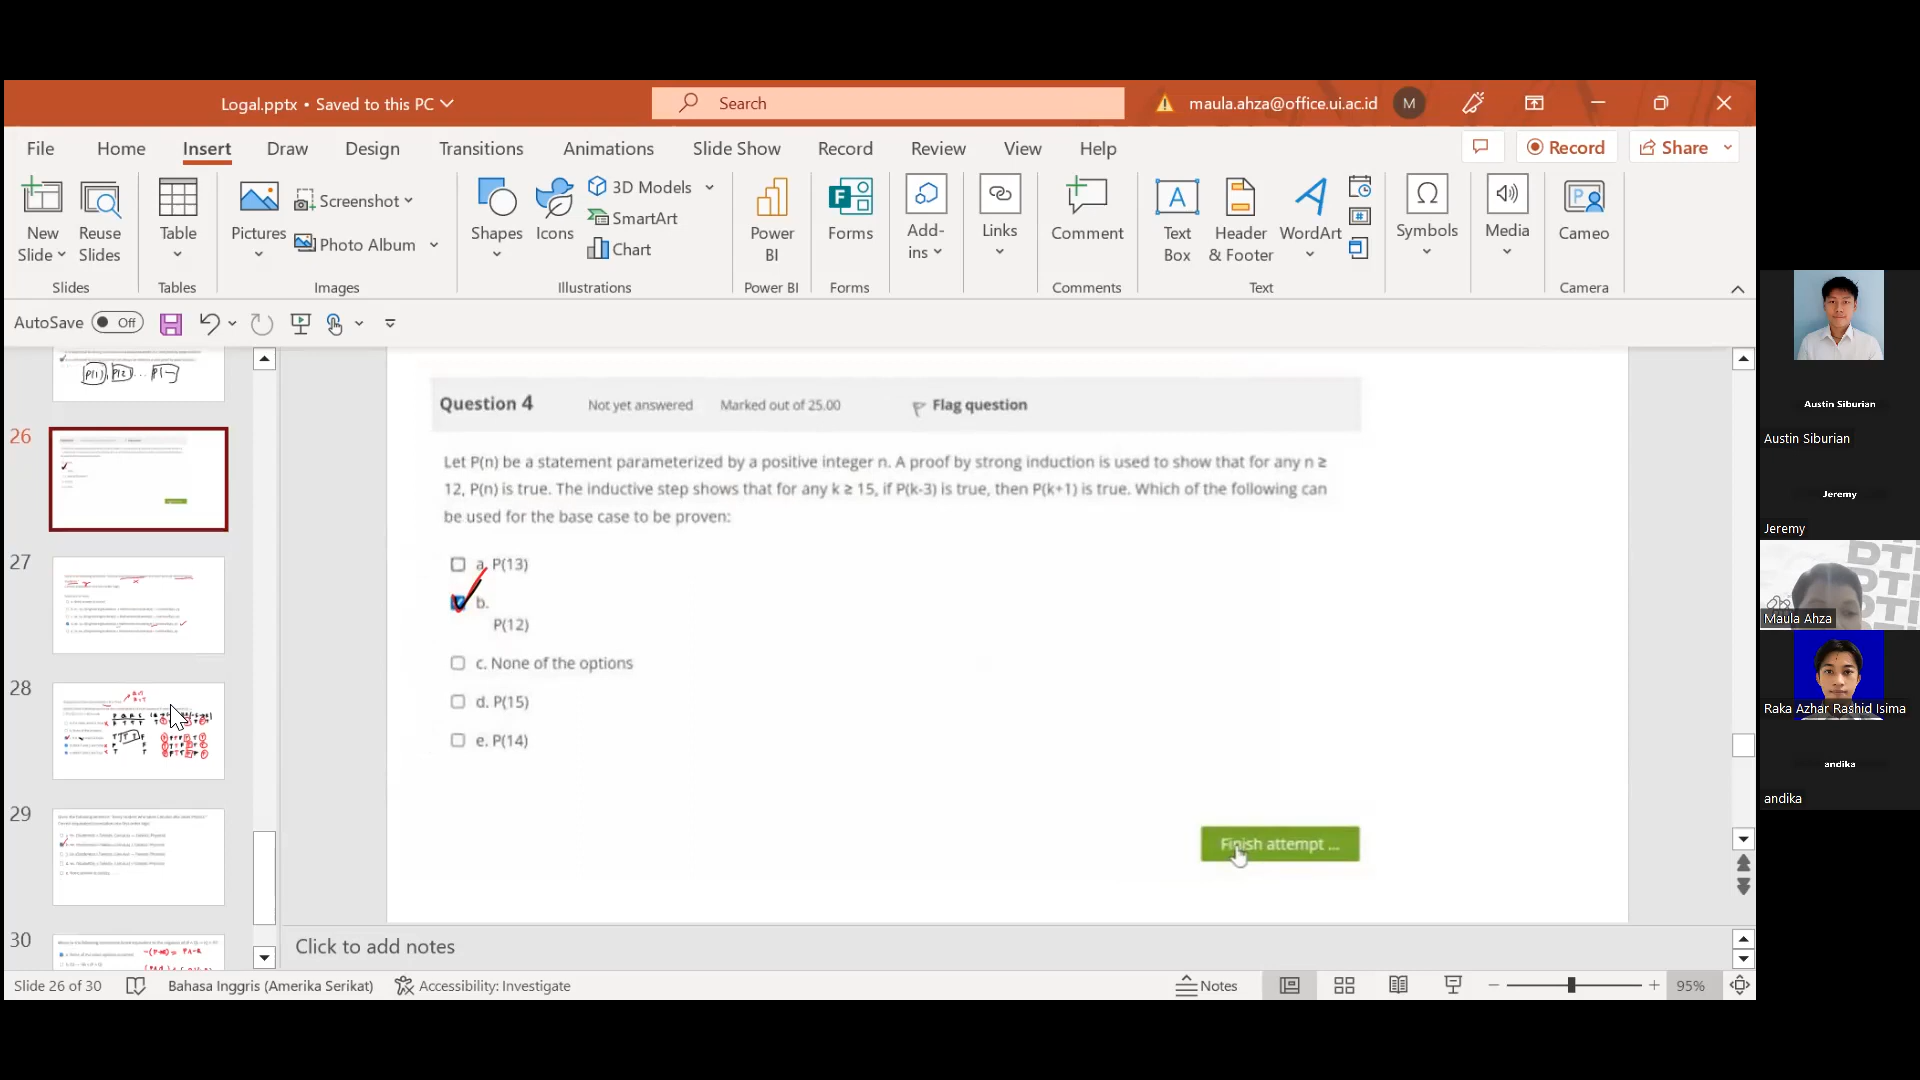 Logal.pptx • Saved to this PC
Search
maula.ahza@office.ui.ac.id
M
File Home Insert Draw Design Transitions Animations Slide Show Record Review View Help
Record
Share
New Slide
Reuse Slides
Table
Pictures
Screenshot
Photo Album
Shapes
Icons
3D Models
SmartArt
Chart
Power BI
Forms
Add-ins
Links
Comment
Text Box
Header & Footer
WordArt
Symbols
Media
Cameo
Slides
Tables
Images
Illustrations
Power BI
Forms
Comments
Text
Camera
AutoSave Off
P(1), P(2) ...
26
27
28
29
30
Question 4 Not yet answered Marked out of 25.00 Flag question
Let P(n) be a statement parameterized by a positive integer n. A proof by strong induction is used to show that for any n ≥
12, P(n) is true. The inductive step shows that for any k ≥ 15, if P(k-3) is true, then P(k+1) is true. Which of the following can
be used for the base case to be proven:
a. P(13)
b.
P(12)
c. None of the options
d. P(15)
e. P(14)
Finish attempt ...
Click to add notes
Slide 26 of 30
Bahasa Inggris (Amerika Serikat)
Accessibility: Investigate
Notes
95%
Austin Siburian
Austin Siburian
Jeremy
Jeremy
Maula Ahza
Raka Azhar Rashid Isima
andika
andika